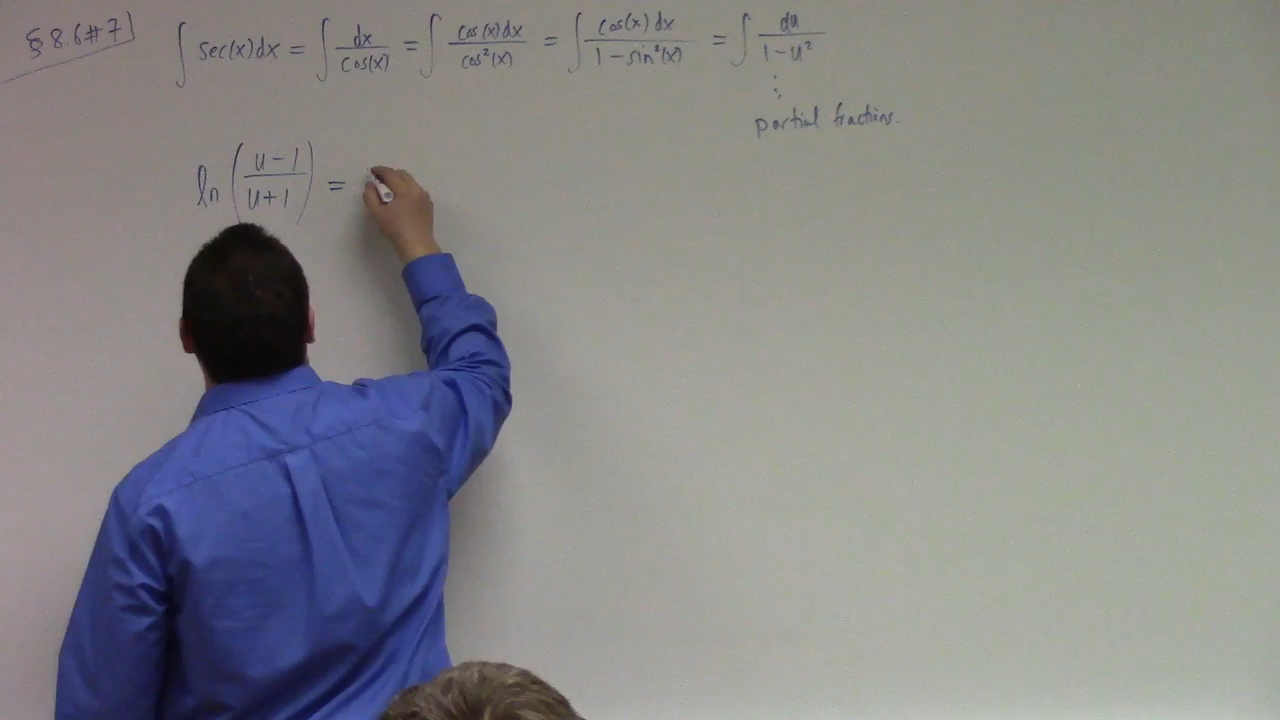 §8.6#7 ∫ sec(x)dx = ∫ dx/cos(x) = ∫ cos(x)dx/cos²(x) = ∫ cos(x)dx/1-sin²(x) = ∫ du/1-u²
⋮
partial fractions.
ln(u-1/u+1) =